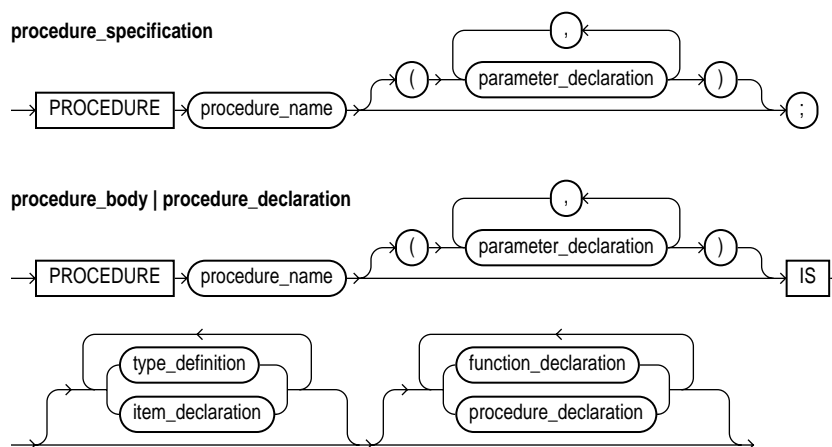 procedure_specification
,
( parameter_declaration )
PROCEDURE procedure_name ;
procedure_body | procedure_declaration
,
( parameter_declaration )
PROCEDURE procedure_name IS
type_definition function_declaration
item_declaration procedure_declaration